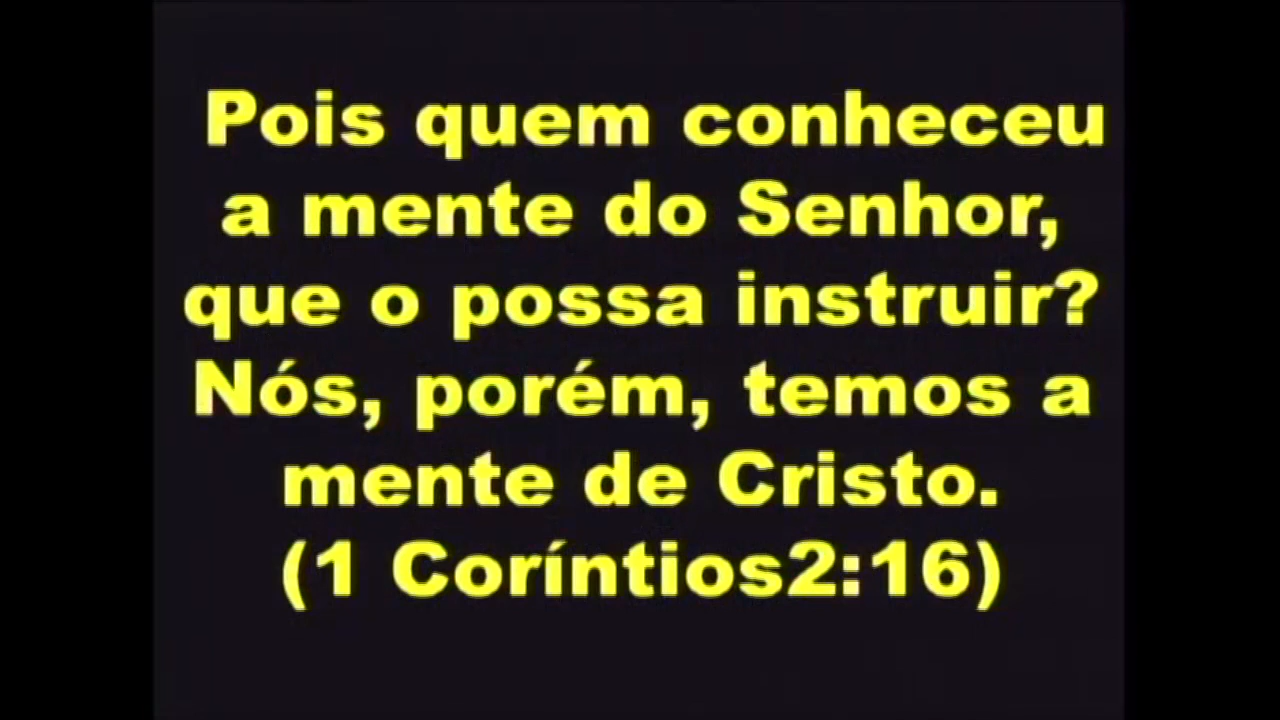 Pois quem conheceu
a mente do Senhor,
que o possa instruir?
Nós, porém, temos a
mente de Cristo.
(1 Coríntios2:16)